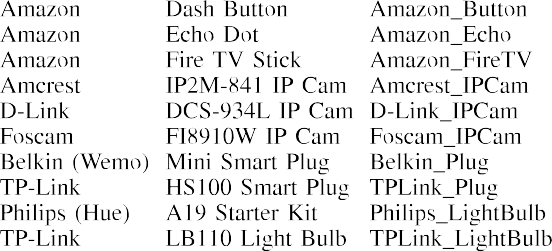 Amazon Dash Button Amazon_Button
Amazon Echo Dot Amazon_Echo
Amazon Fire TV Stick Amazon_FireTV
Amcrest IP2M-841 IP Cam Amcrest_IPCam
D-Link DCS-934L IP Cam D-Link_IPCam
Foscam FI8910W IP Cam Foscam_IPCam
Belkin (Wemo) Mini Smart Plug Belkin_Plug
TP-Link HS100 Smart Plug TPLink_Plug
Philips (Hue) A19 Starter Kit Philips_LightBulb
TP-Link LB110 Light Bulb TPLink_LightBulb